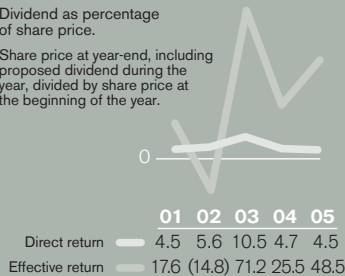 Dividend as percentage
of share price.
Share price at year-end, including
proposed dividend during the
year, divided by share price at
the beginning of the year.
0
01 02 03 04 05
Direct return 4.5 5.6 10.5 4.7 4.5
Effective return 17.6 (14.8) 71.2 25.5 48.5